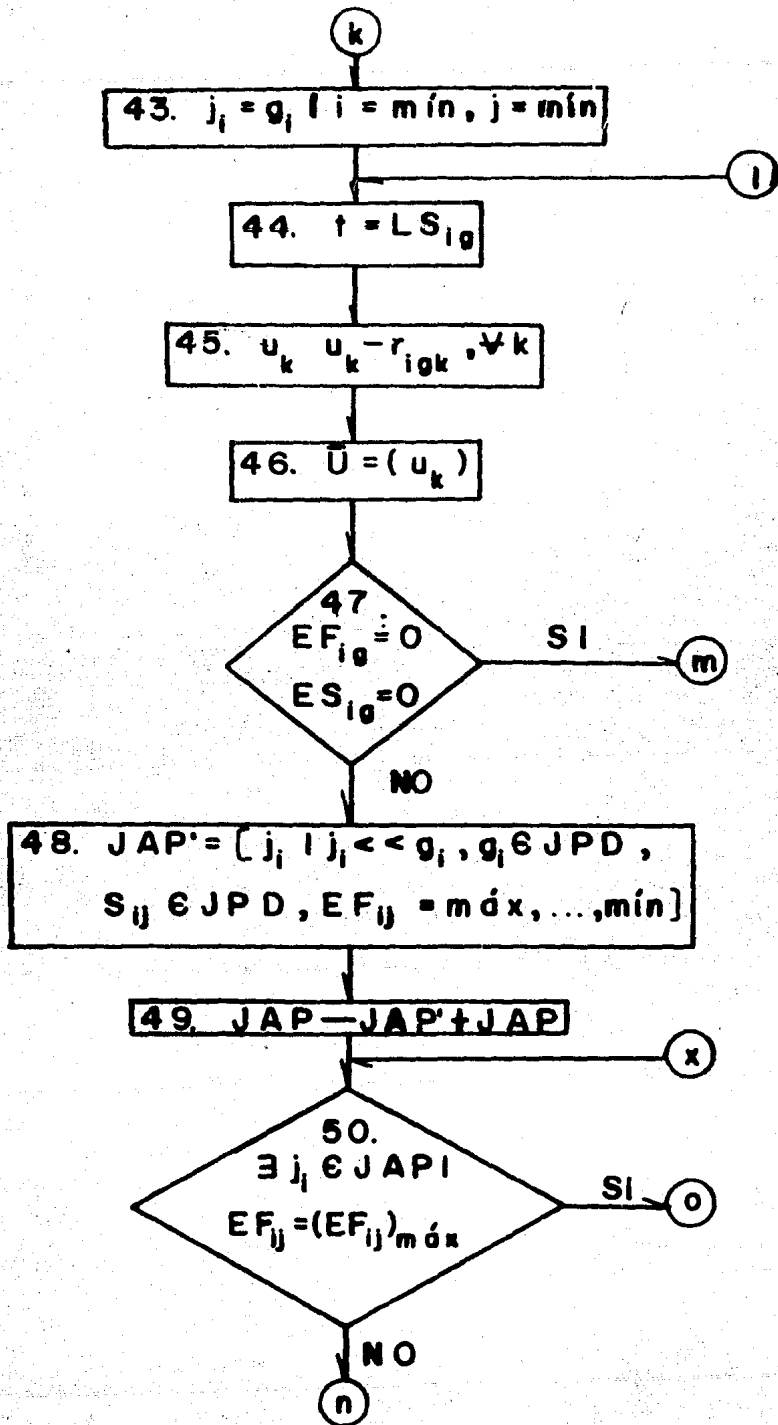 k
43. j_i = g_i | i = mín, j = mín
l
44. t = LS_ig
45. u_k u_k - r_igk, ∀k
46. Ū = (u_k)
47
EF_ig = 0
SI
m
ES_ig = 0
NO
48. JAP' = [j_i | j_i << g_i, g_i ∈ JPD,
S_ij ∈ JPD, EF_ij = máx, ..., mín]
49. JAP — JAP' + JAP
x
50.
∃ j_i ∈ JAP |
SI
o
EF_ij = (EF_ij)máx
NO
n